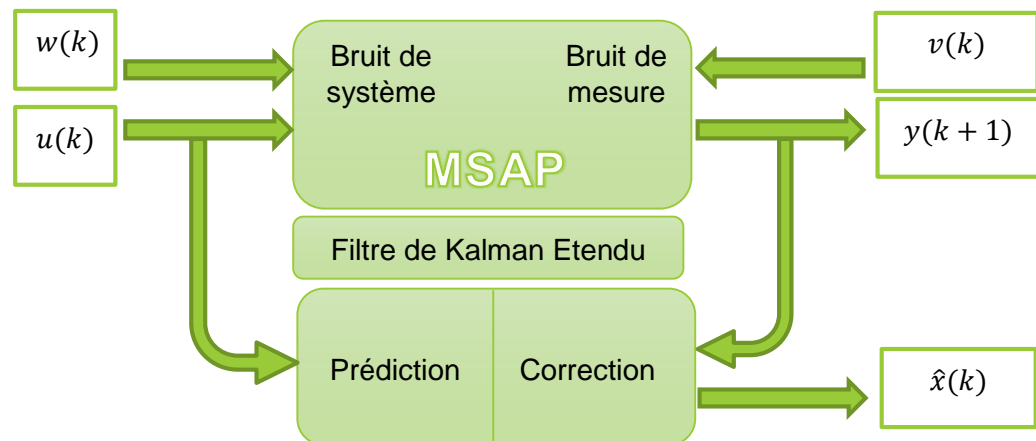 w(k)
u(k)
Bruit de
système
Bruit de
mesure
MSAP
v(k)
y(k + 1)
Filtre de Kalman Etendu
Prédiction
Correction
x̂(k)